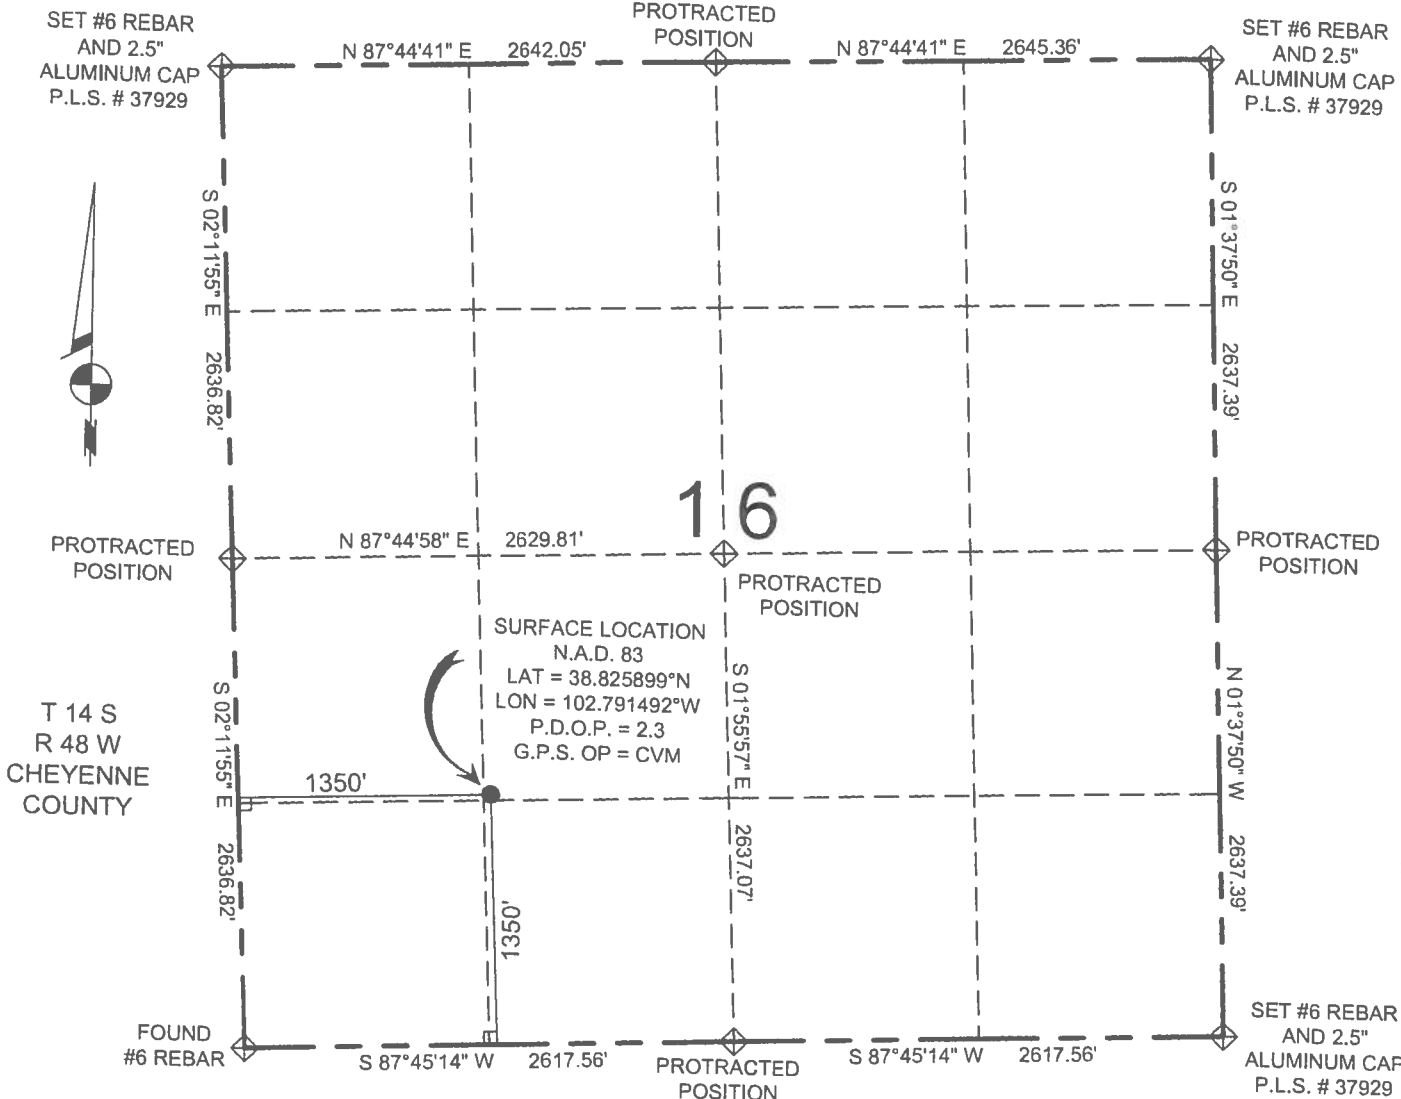 SET #6 REBAR
AND 2.5"
ALUMINUM CAP
P.L.S. # 37929
N 87°44'41" E 2642.05'
PROTRACTED
POSITION
N 87°44'41" E 2645.36'
SET #6 REBAR
AND 2.5"
ALUMINUM CAP
P.L.S. # 37929
S 02°11'55" E 2636.82'
S 01°37'50" E 2637.39'
16
PROTRACTED
POSITION
N 87°44'58" E 2629.81'
PROTRACTED
POSITION
PROTRACTED
POSITION
SURFACE LOCATION
N.A.D. 83
LAT = 38.825899°N
LON = 102.791492°W
P.D.O.P. = 2.3
G.P.S. OP = CVM
T 14 S
R 48 W
CHEYENNE
COUNTY
S 02°11'55" E 2636.82'
1350'
1350'
S 01°55'57" E 2637.07'
N 01°37'50" W 2637.39'
FOUND
#6 REBAR
S 87°45'14" W 2617.56'
PROTRACTED
POSITION
S 87°45'14" W 2617.56'
SET #6 REBAR
AND 2.5"
ALUMINUM CAP
P.L.S. # 37929